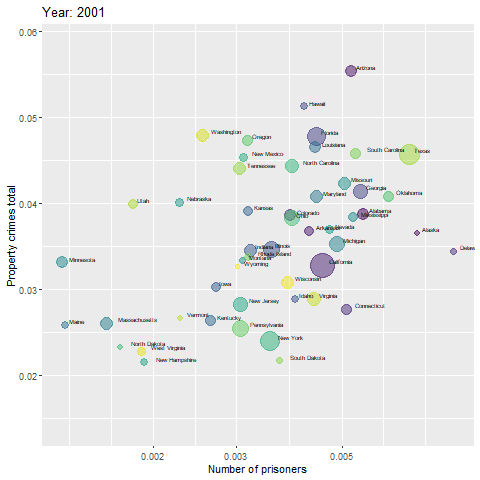 Year: 2001
0.06
Arizona
0.05
Hawaii
Washington
Florida
Oregon
Louisiana
New Mexico
South Carolina
Texas
Tennessee
North Carolina
Missouri
Georgia
Maryland
Oklahoma
Utah
Nebraska
0.04
Kansas
Colorado
Ohio
Alabama
Mississippi
Arkansas
Nevada
Alaska
Michigan
Indiana
Illinois
Delaw
Rhode Island
Montana
Minnesota
Wyoming
California
Wisconsin
0.03
Iowa
Idaho
Virginia
New Jersey
Connecticut
Maine
Massachusetts
Vermont
Kentucky
Pennsylvania
New York
North Dakota
West Virginia
New Hampshire
South Dakota
0.02
0.002
0.003
0.005
Number of prisoners
Property crimes total